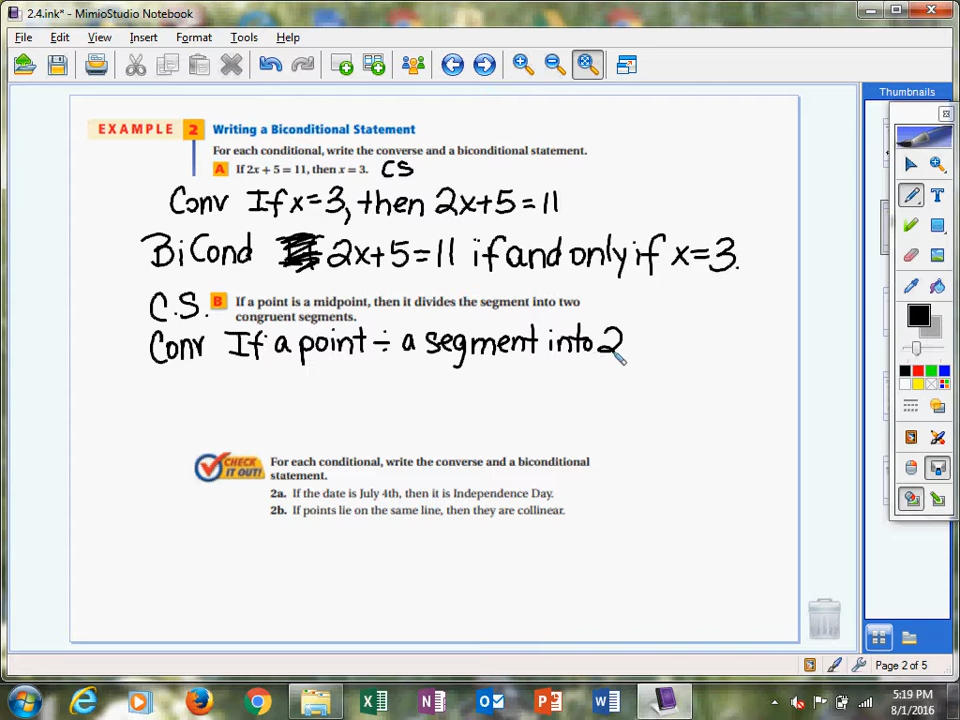 2.4.ink* - MimioStudio Notebook
File Edit View Insert Format Tools Help
Thumbnails
EXAMPLE 2 Writing a Biconditional Statement
For each conditional, write the converse and a biconditional statement.
A If 2x + 5 = 11, then x = 3. CS
Conv If x=3, then 2x+5=11
BiCond 2x+5=11 if and only if x=3.
C.S. B If a point is a midpoint, then it divides the segment into two
congruent segments.
Conv If a point ÷ a segment into 2
CHECK IT OUT! For each conditional, write the converse and a biconditional
statement.
2a. If the date is July 4th, then it is Independence Day.
2b. If points lie on the same line, then they are collinear.
Page 2 of 5
5:19 PM
8/1/2016